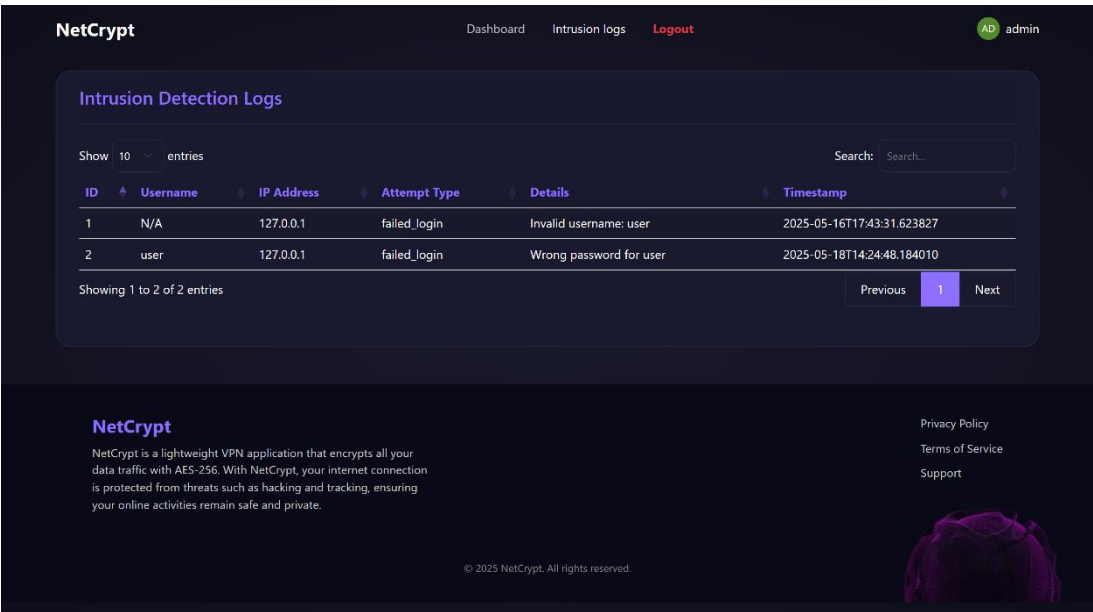 NetCrypt Dashboard Intrusion logs Logout AD admin
Intrusion Detection Logs
Show 10 entries Search: Search...
ID Username IP Address Attempt Type Details Timestamp
1 N/A 127.0.0.1 failed_login Invalid username: user 2025-05-16T17:43:31.623827
2 user 127.0.0.1 failed_login Wrong password for user 2025-05-18T14:24:48.184010
Showing 1 to 2 of 2 entries Previous 1 Next
NetCrypt
NetCrypt is a lightweight VPN application that encrypts all your
data traffic with AES-256. With NetCrypt, your internet connection
is protected from threats such as hacking and tracking, ensuring
your online activities remain safe and private.
Privacy Policy
Terms of Service
Support
© 2025 NetCrypt. All rights reserved.